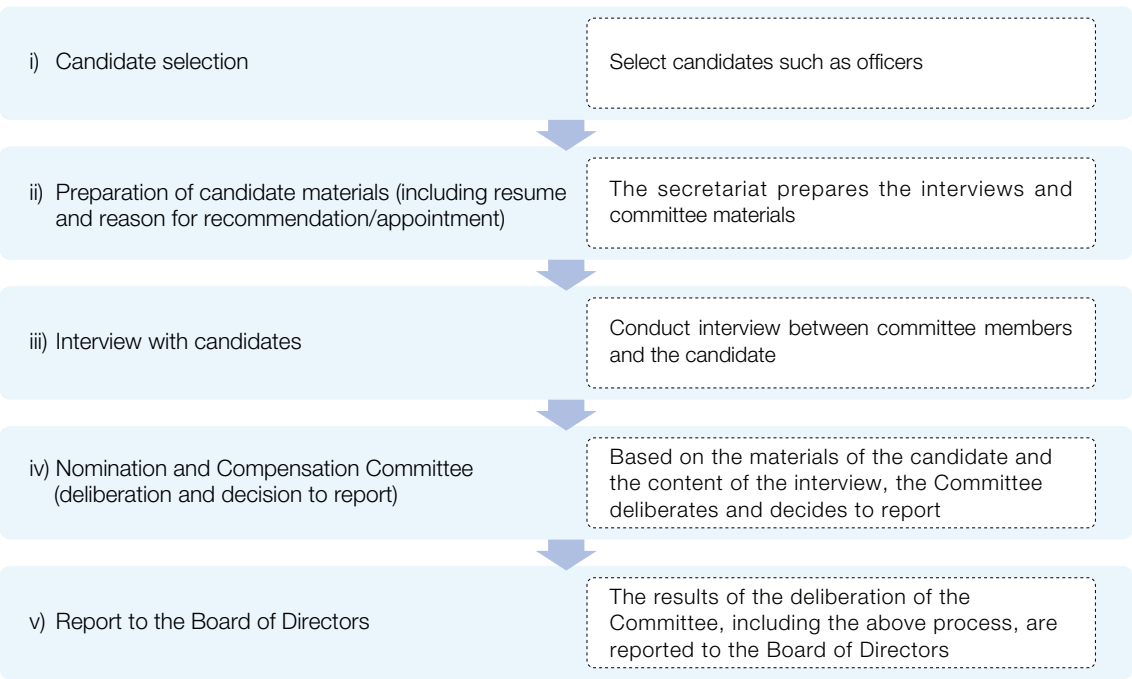 i) Candidate selection
Select candidates such as officers
ii) Preparation of candidate materials (including resume
and reason for recommendation/appointment)
The secretariat prepares the interviews and
committee materials
iii) Interview with candidates
Conduct interview between committee members
and the candidate
iv) Nomination and Compensation Committee
(deliberation and decision to report)
Based on the materials of the candidate and
the content of the interview, the Committee
deliberates and decides to report
v) Report to the Board of Directors
The results of the deliberation of the
Committee, including the above process, are
reported to the Board of Directors